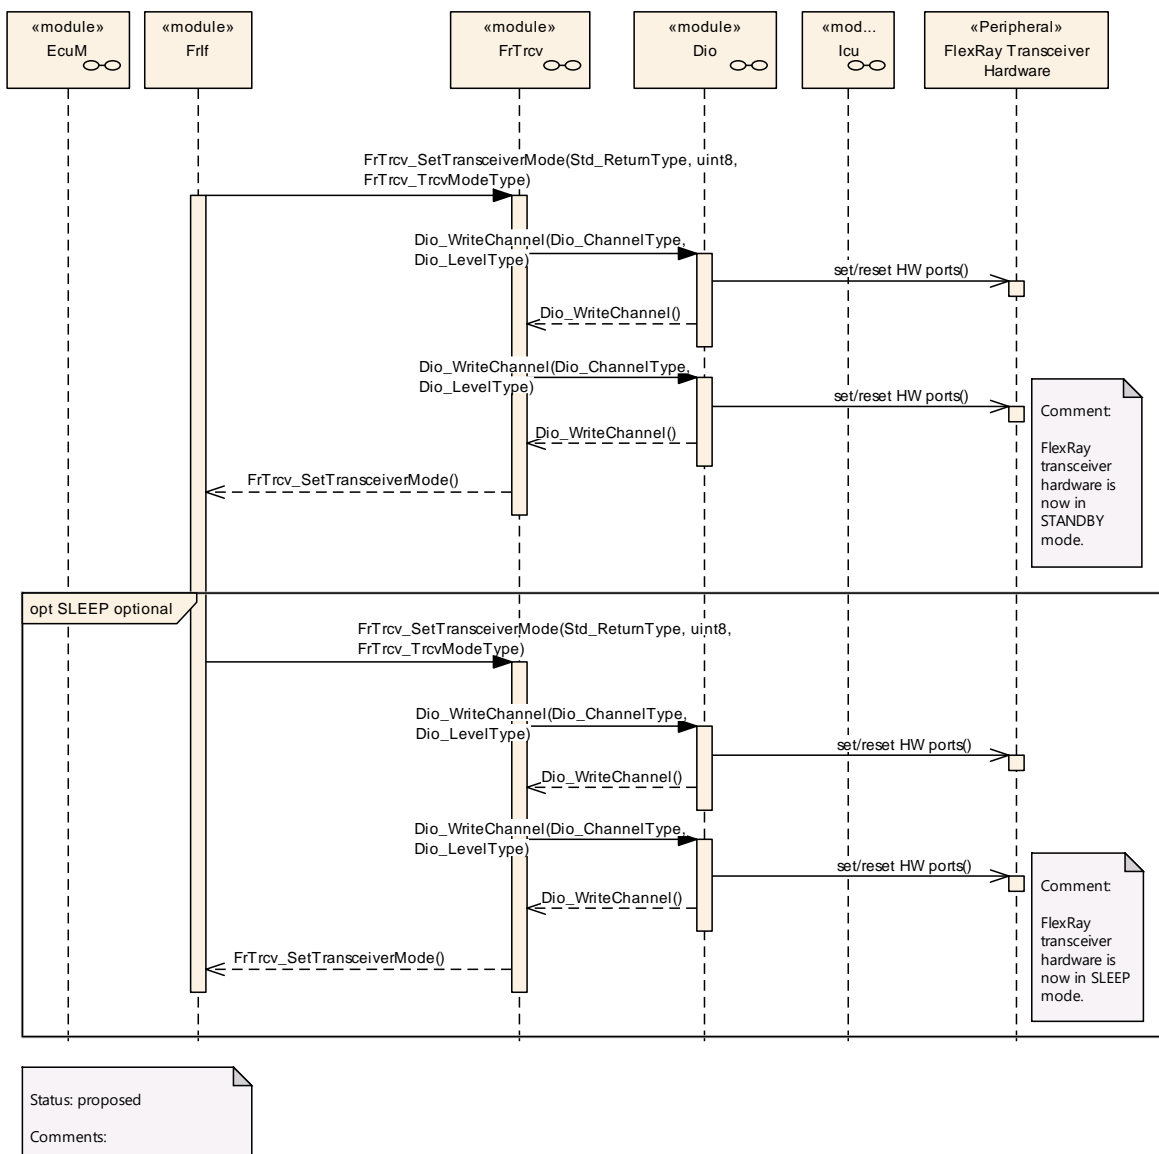 «module»
EcuM
«module»
FrIf
«module»
FrTrcv
«module»
Dio
«mod...
Icu
«Peripheral»
FlexRay Transceiver
Hardware
FrTrcv_SetTransceiverMode(Std_ReturnType, uint8,
FrTrcv_TrcvModeType)
Dio_WriteChannel(Dio_ChannelType,
Dio_LevelType)
set/reset HW ports()
Dio_WriteChannel()
Dio_WriteChannel(Dio_ChannelType,
Dio_LevelType)
set/reset HW ports()
Dio_WriteChannel()
FrTrcv_SetTransceiverMode()
Comment:
FlexRay
transceiver
hardware is
now in
STANDBY
mode.
opt SLEEP optional
FrTrcv_SetTransceiverMode(Std_ReturnType, uint8,
FrTrcv_TrcvModeType)
Dio_WriteChannel(Dio_ChannelType,
Dio_LevelType)
set/reset HW ports()
Dio_WriteChannel()
Dio_WriteChannel(Dio_ChannelType,
Dio_LevelType)
set/reset HW ports()
Dio_WriteChannel()
FrTrcv_SetTransceiverMode()
Comment:
FlexRay
transceiver
hardware is
now in SLEEP
mode.
Status: proposed
Comments: